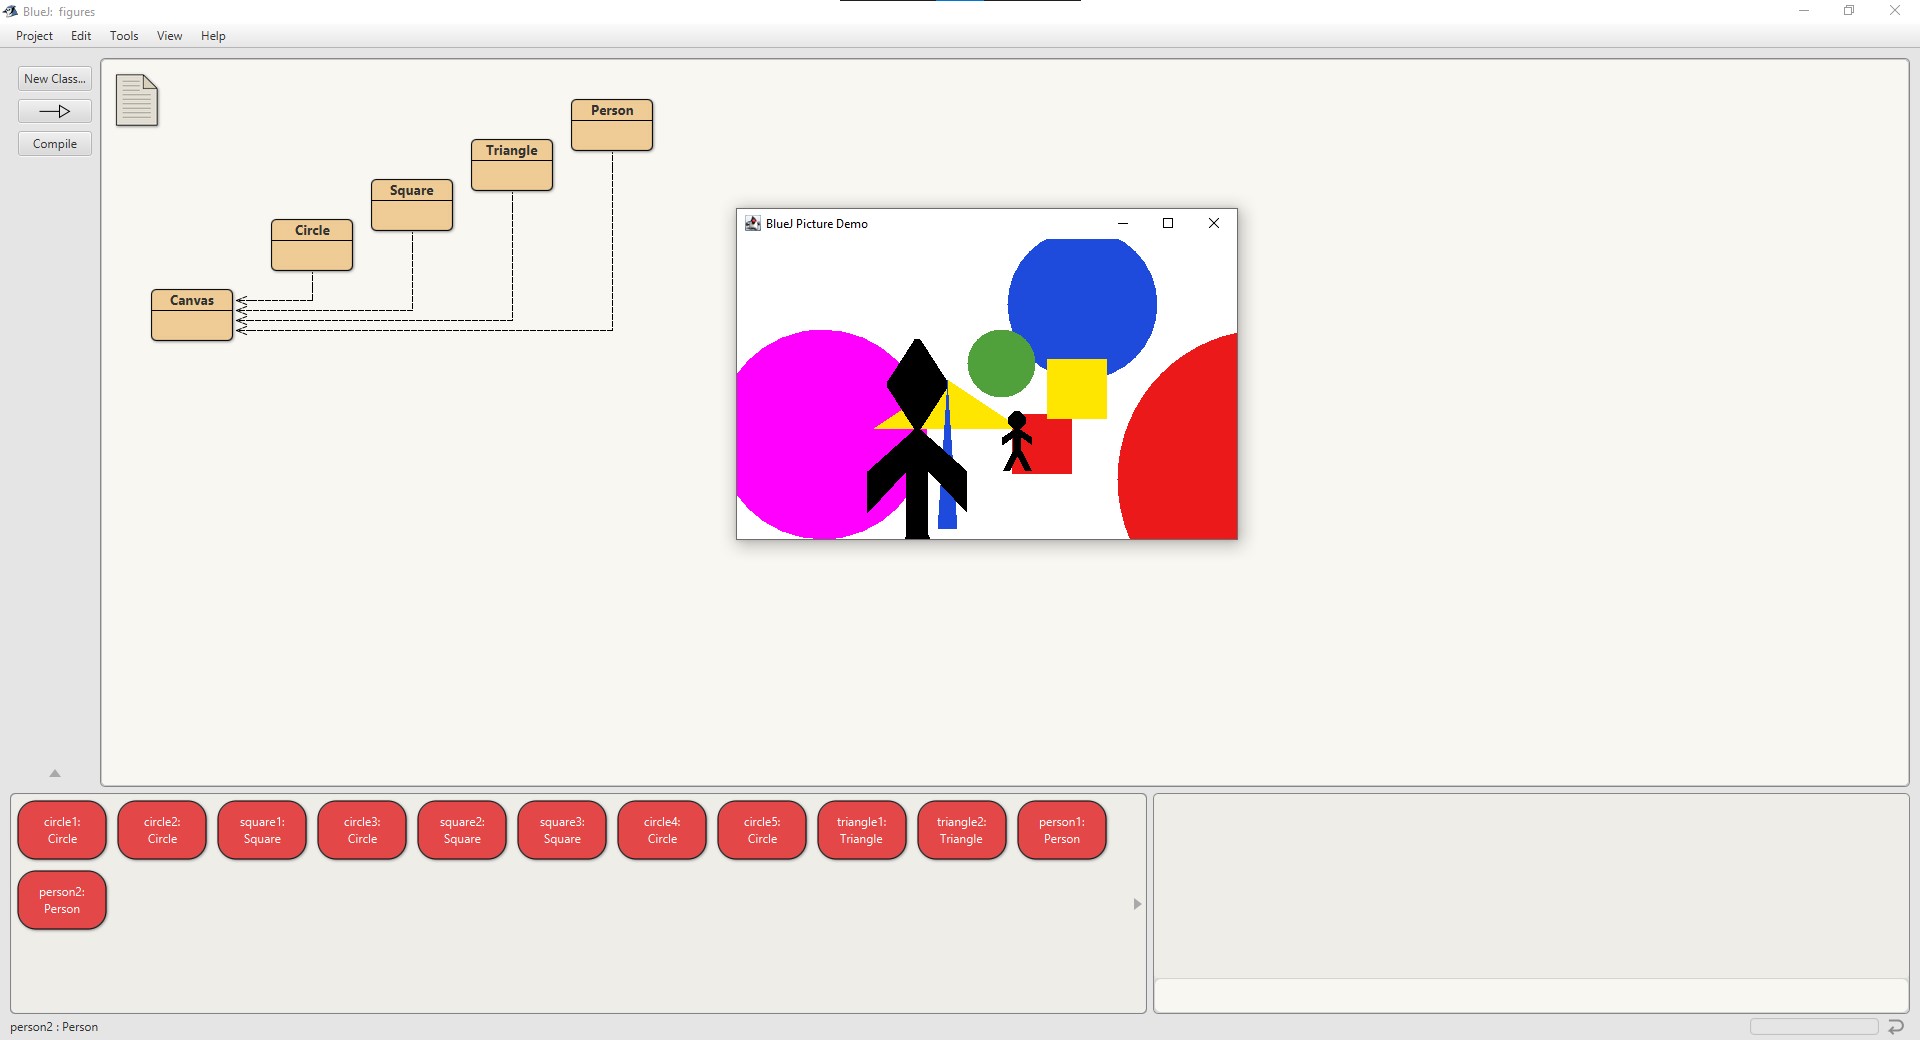 BlueJ: figures
Project Edit Tools View Help
New Class...
Compile
Person
Triangle
Square
Circle
Canvas
BlueJ Picture Demo
circle1:
Circle
circle2:
Circle
square1:
Square
circle3:
Circle
square2:
Square
square3:
Square
circle4:
Circle
circle5:
Circle
triangle1:
Triangle
triangle2:
Triangle
person1:
Person
person2:
Person
person2 : Person